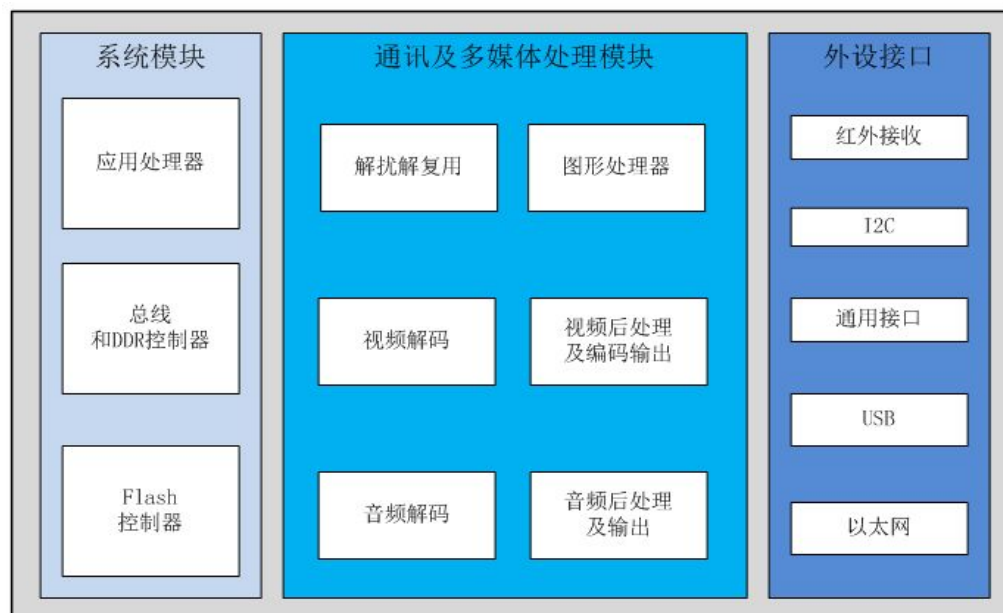 系统模块
应用处理器
总线
和DDR控制器
Flash
控制器
通讯及多媒体处理模块
解扰解复用
图形处理器
视频解码
视频后处理
及编码输出
音频解码
音频后处理
及输出
外设接口
红外接收
I2C
通用接口
USB
以太网